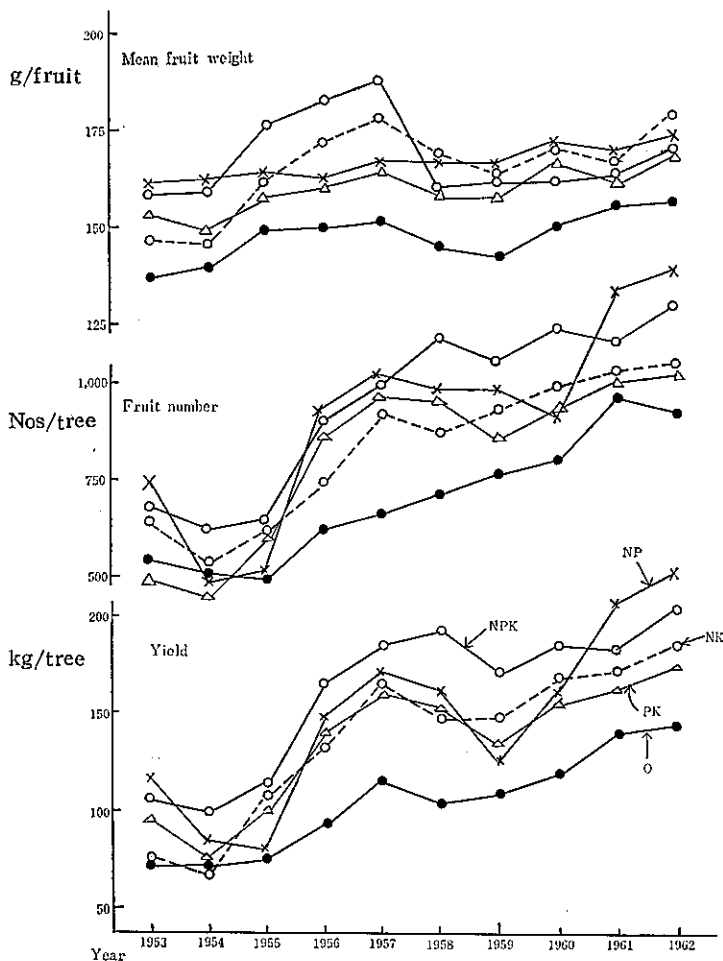 200
Mean fruit weight
g/fruit
175
150
125
1,000
Fruit number
Nos/tree
750
500
NP
200
NPK
NK
Yield
kg/tree
150
PK
O
100
50
1953 1954 1955 1956 1957 1958 1959 1960 1961 1962
Year